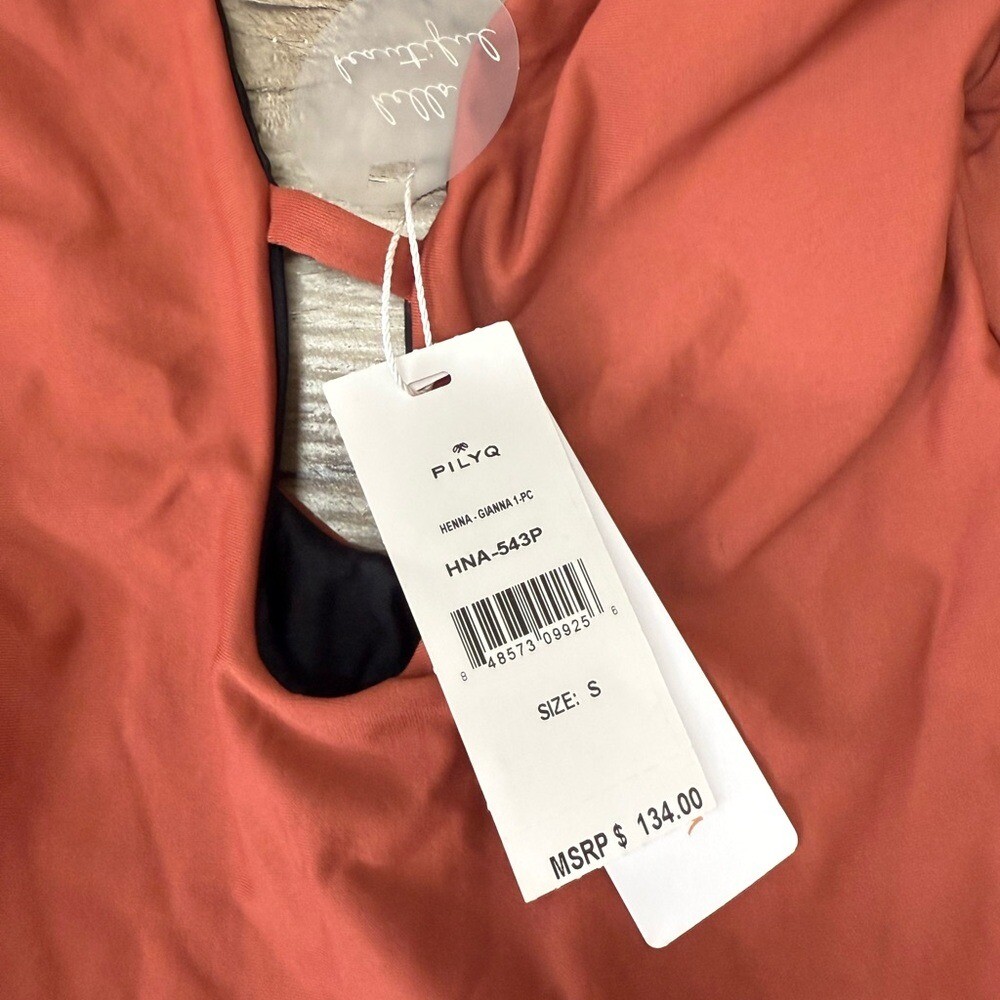 PILYQ
HENNA - GIANNA 1-PC
HNA-543P
8 48573 09925 6
SIZE: S
MSRP $ 134.00